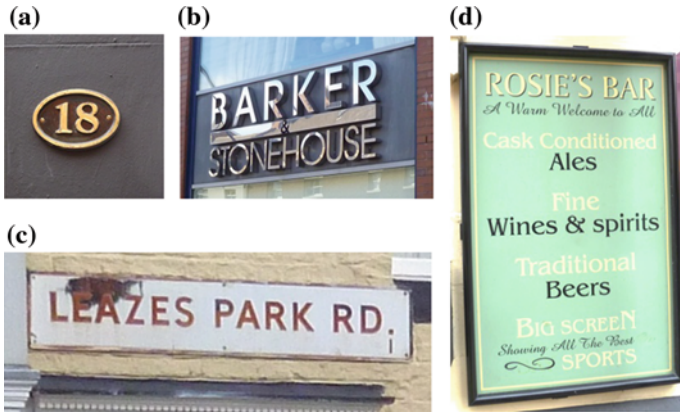 (a)
18
(b)
BARKER
&
STONEHOUSE
(c)
LEAZES PARK RD.
(d)
ROSIE'S BAR
A Warm Welcome to All
Cask Conditioned
Ales
Fine
Wines & spirits
Traditional
Beers
BIG SCREEN
Showing All The Best
SPORTS